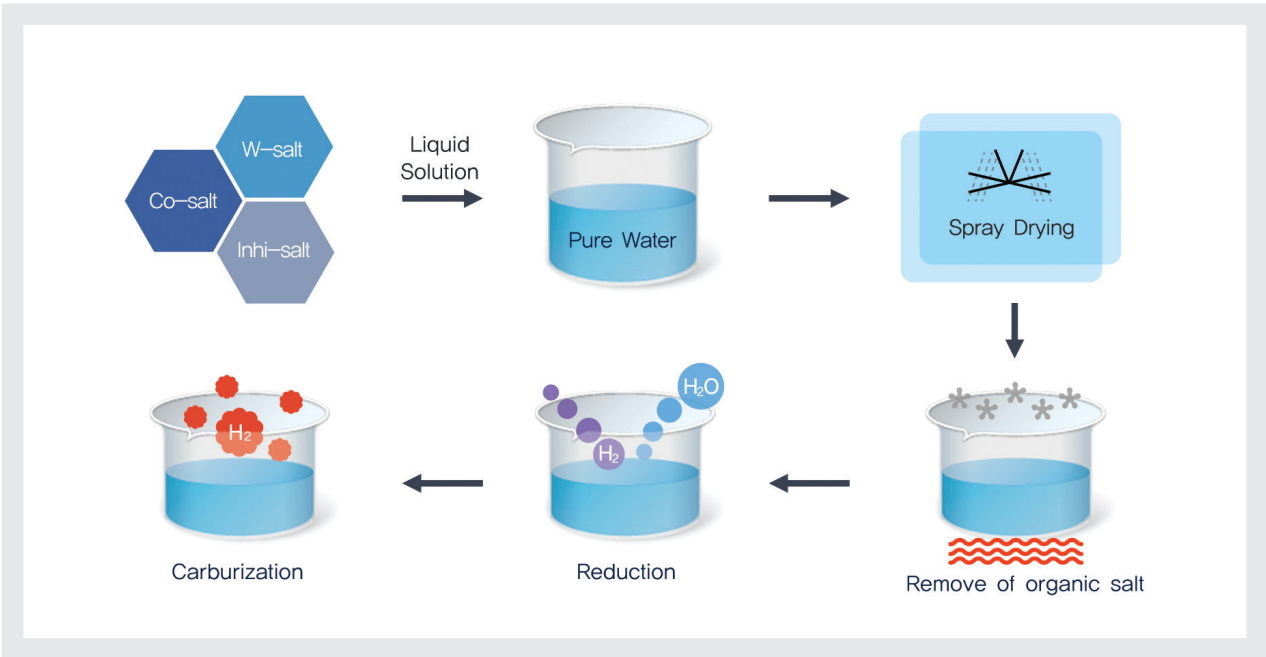 W-salt
Co-salt
Inhi-salt
Liquid
Solution
Pure Water
Spray Drying
H₂
Carburization
H₂
H₂O
Reduction
Remove of organic salt